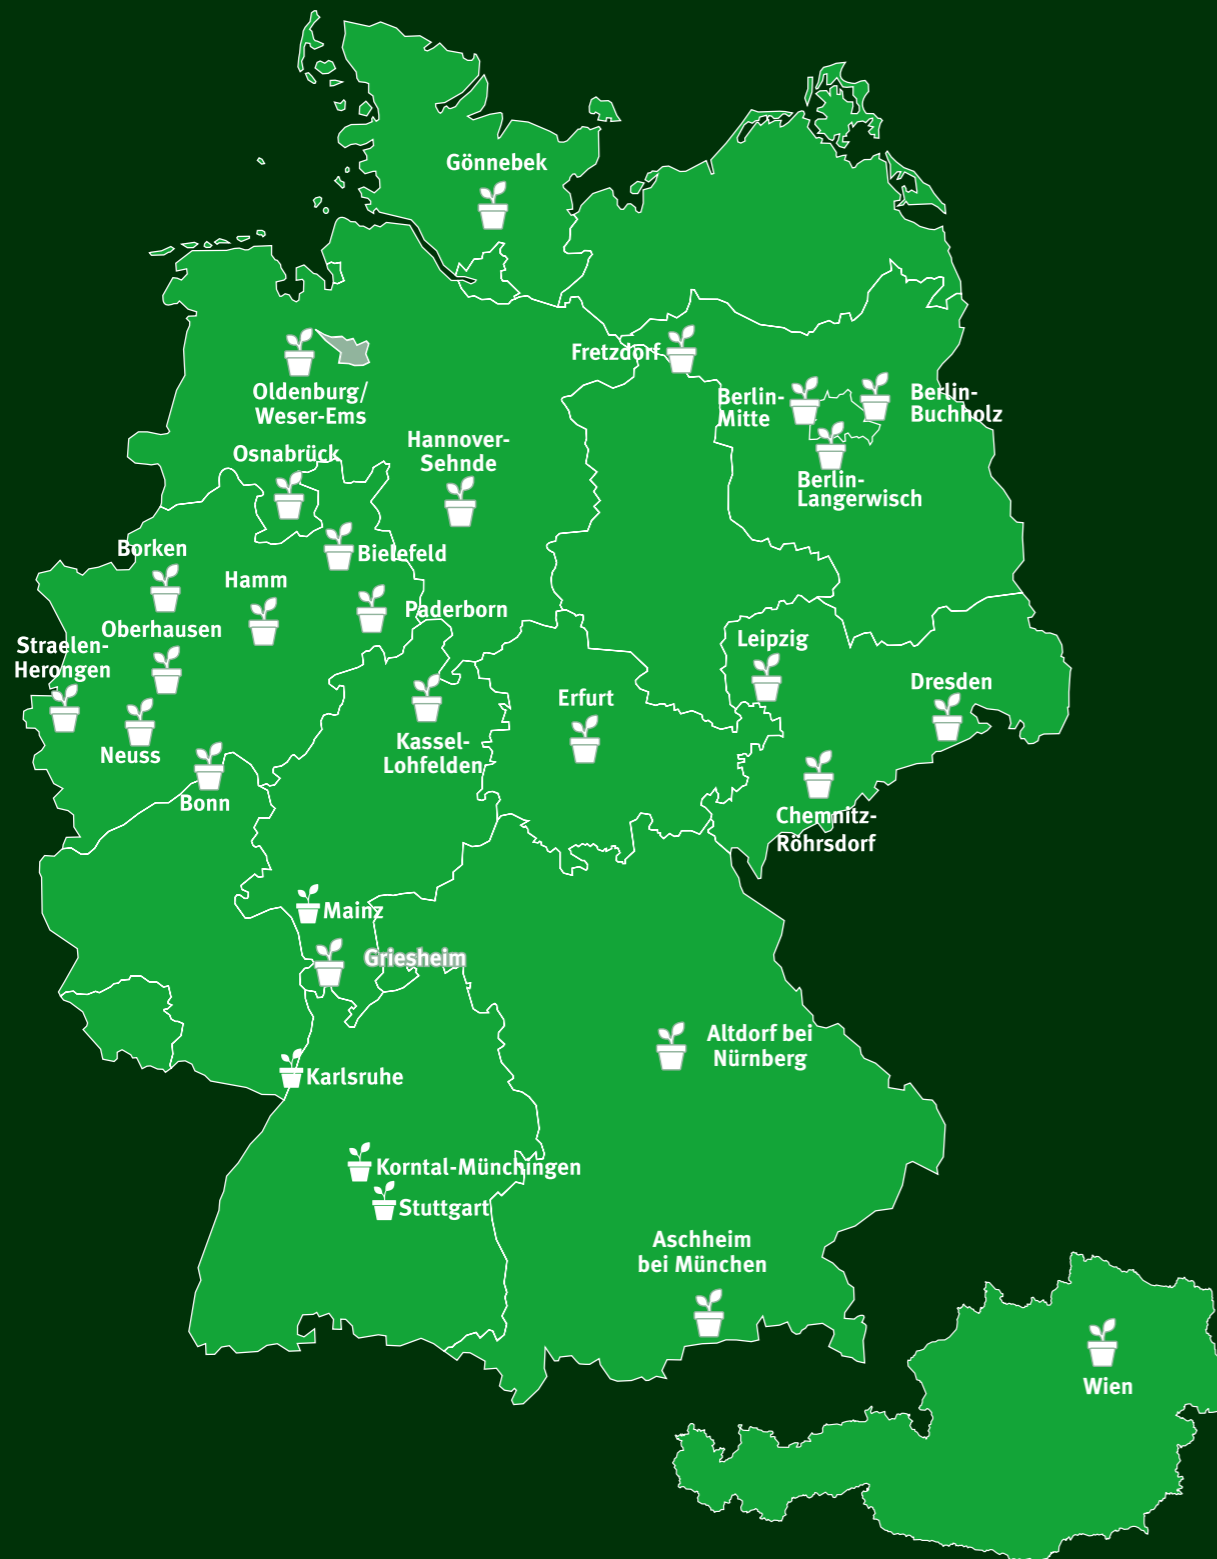 Gönnebek
Fretzdorf
Oldenburg/
Weser-Ems
Berlin-
Mitte
Berlin-
Buchholz
Osnabrück
Hannover-
Sehnde
Berlin-
Langerwisch
Borken
Bielefeld
Hamm
Paderborn
Oberhausen
Straelen-
Herongen
Leipzig
Dresden
Erfurt
Neuss
Kassel-
Lohfelden
Bonn
Chemnitz-
Röhrsdorf
Mainz
Griesheim
Altdorf bei
Nürnberg
Karlsruhe
Korntal-Münchingen
Stuttgart
Aschheim
bei München
Wien